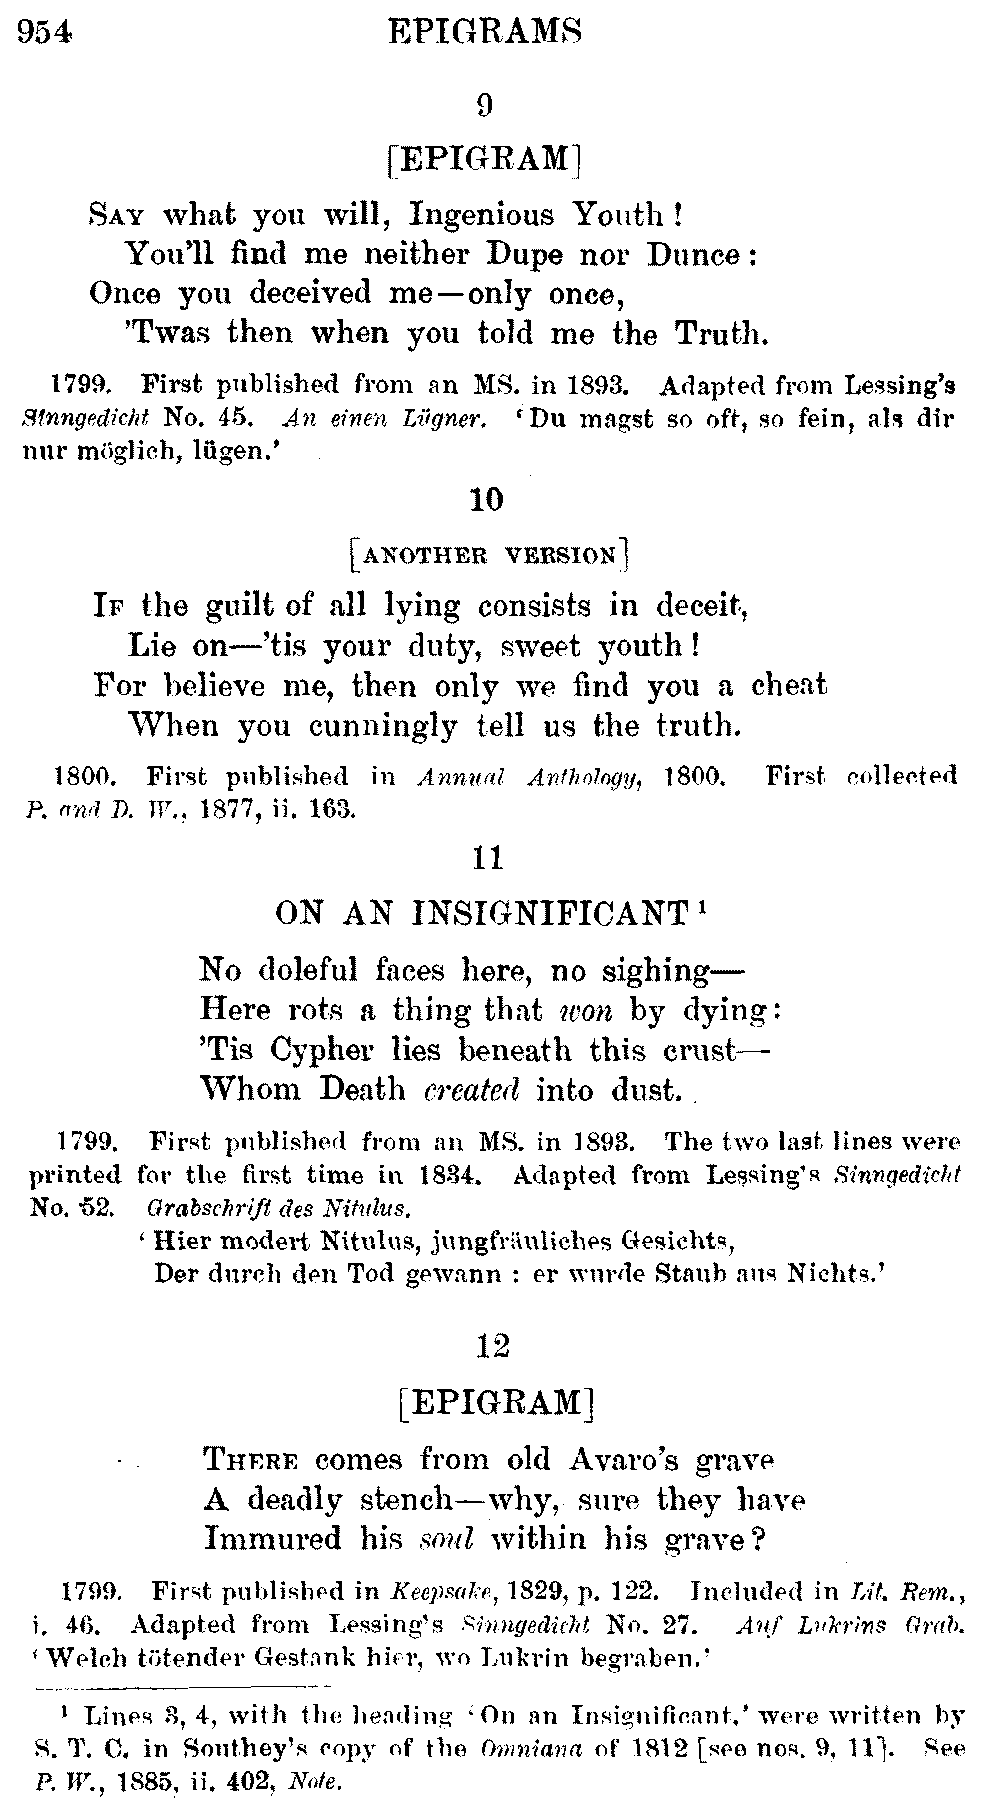 954 EPIGRAMS
9
[EPIGRAM]
SAY what you will, Ingenious Youth!
You'll find me neither Dupe nor Dunce:
Once you deceived me—only once,
'Twas then when you told me the Truth.
1799. First published from an MS. in 1893. Adapted from Lessing's
Sinngedicht No. 45. An einen Lügner. 'Du magst so oft, so fein, als dir
nur möglich, lügen.'
10
[ANOTHER VERSION]
IF the guilt of all lying consists in deceit,
Lie on—'tis your duty, sweet youth!
For believe me, then only we find you a cheat
When you cunningly tell us the truth.
1800. First published in Annual Anthology, 1800. First collected
P. and D. W., 1877, ii. 163.
11
ON AN INSIGNIFICANT 1
No doleful faces here, no sighing—
Here rots a thing that won by dying:
'Tis Cypher lies beneath this crust—
Whom Death created into dust.
1799. First published from an MS. in 1893. The two last lines were
printed for the first time in 1834. Adapted from Lessing's Sinngedicht
No. 52. Grabschrift des Nitulus.
'Hier modert Nitulus, jungfräuliches Gesichts,
Der durch den Tod gewann : er wurde Staub aus Nichts.'
12
[EPIGRAM]
THERE comes from old Avaro's grave
A deadly stench—why, sure they have
Immured his soul within his grave?
1799. First published in Keepsake, 1829, p. 122. Included in Lit. Rem.,
i. 46. Adapted from Lessing's Sinngedicht No. 27. Auf Lukrins Grab.
'Welch tötender Gestank hier, wo Lukrin begraben.'
1 Lines 3, 4, with the heading 'On an Insignificant,' were written by
S. T. C. in Southey's copy of the Omniana of 1812 [see nos. 9, 11]. See
P. W., 1885, ii. 402, Note.